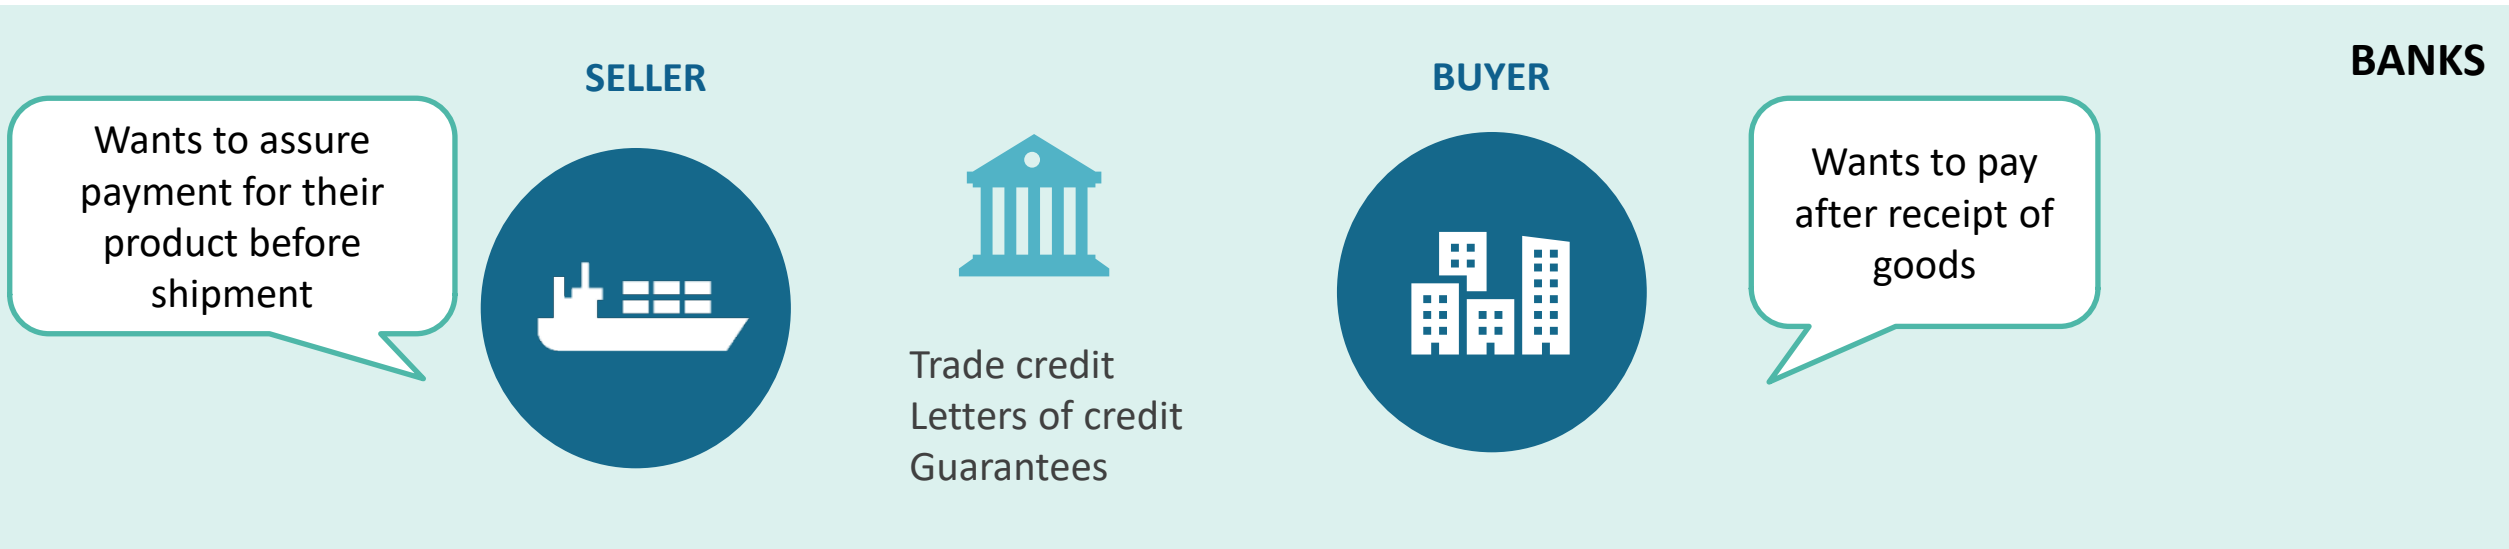 BANKS
SELLER
BUYER
Wants to assure
payment for their
product before
shipment
Trade credit
Letters of credit
Guarantees
Wants to pay
after receipt of
goods